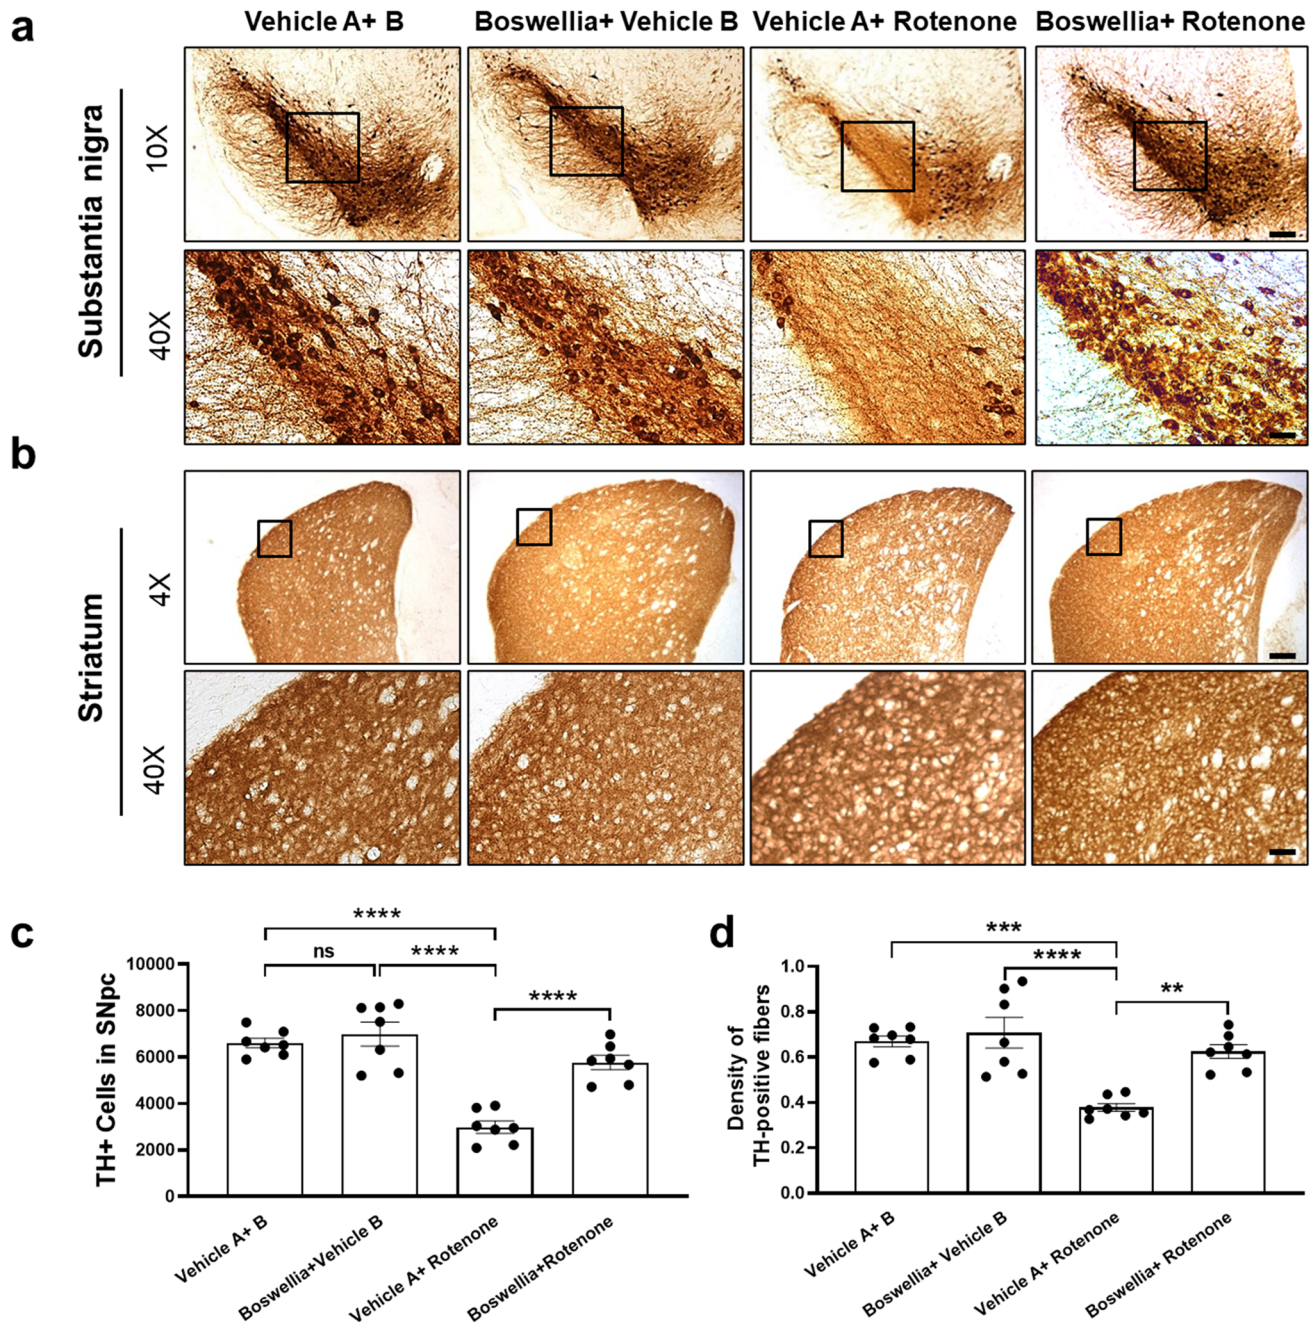 a
Vehicle A+ B
Boswellia+ Vehicle B
Vehicle A+ Rotenone
Boswellia+ Rotenone
Substantia nigra
10X
40X
b
Striatum
4X
40X
c
****
ns
****
****
TH+ Cells in SNpc
10000
8000
6000
4000
2000
0
Vehicle A+ B
Boswellia+Vehicle B
Vehicle A+ Rotenone
Boswellia+Rotenone
d
***
****
**
Density of
TH-positive fibers
1.0
0.8
0.6
0.4
0.2
0.0
Vehicle A+ B
Boswellia+ Vehicle B
Vehicle A+ Rotenone
Boswellia+ Rotenone